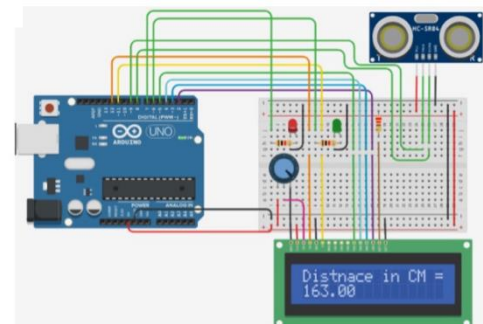 HC-SR04
DIGITAL (PWM~)
UNO
ARDUINO
POWER
ANALOG IN
Distnace in CM =
163.00